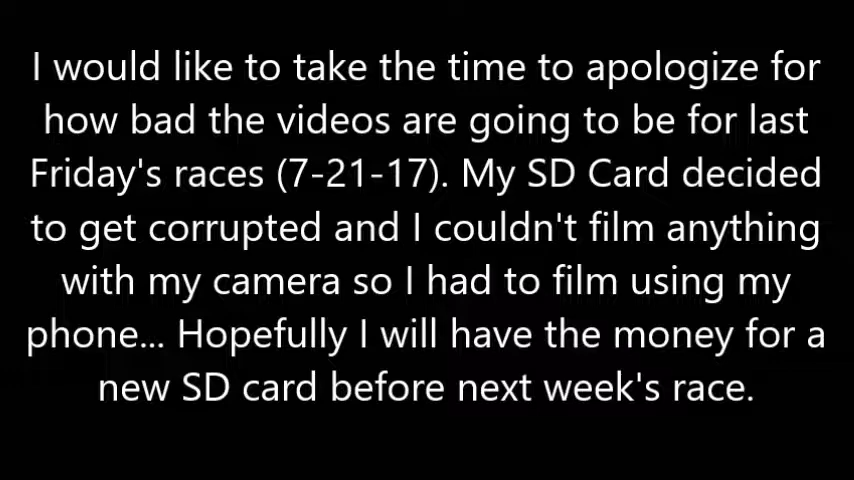 I would like to take the time to apologize for
how bad the videos are going to be for last
Friday's races (7-21-17). My SD Card decided
to get corrupted and I couldn't film anything
with my camera so I had to film using my
phone... Hopefully I will have the money for a
new SD card before next week's race.